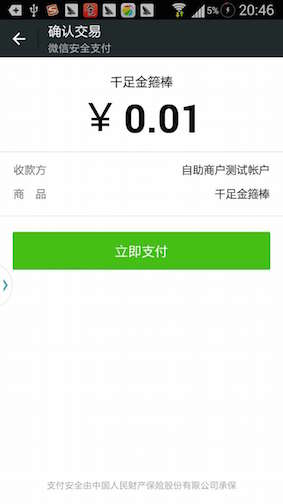 5% 20:46
确认交易
微信安全支付
千足金箍棒
￥0.01
收款方 自助商户测试帐户
商 品 千足金箍棒
立即支付
支付安全由中国人民财产保险股份有限公司承保